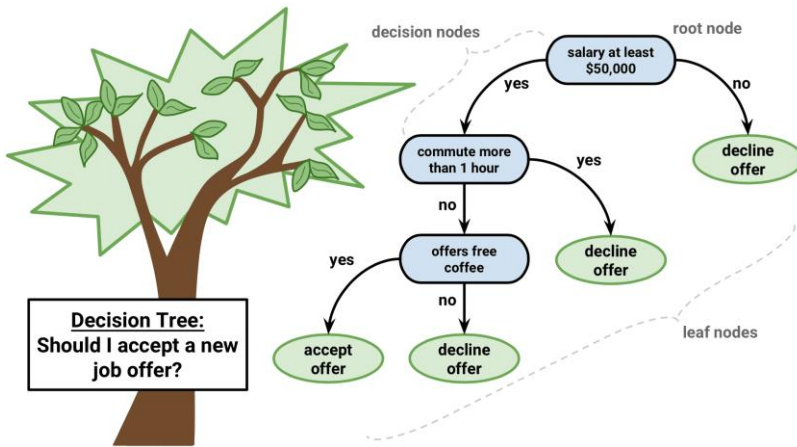 decision nodes
root node
salary at least
$50,000
yes
no
commute more
than 1 hour
yes
decline
offer
no
offers free
coffee
decline
offer
yes
no
leaf nodes
accept
offer
decline
offer
Decision Tree:
Should I accept a new
job offer?